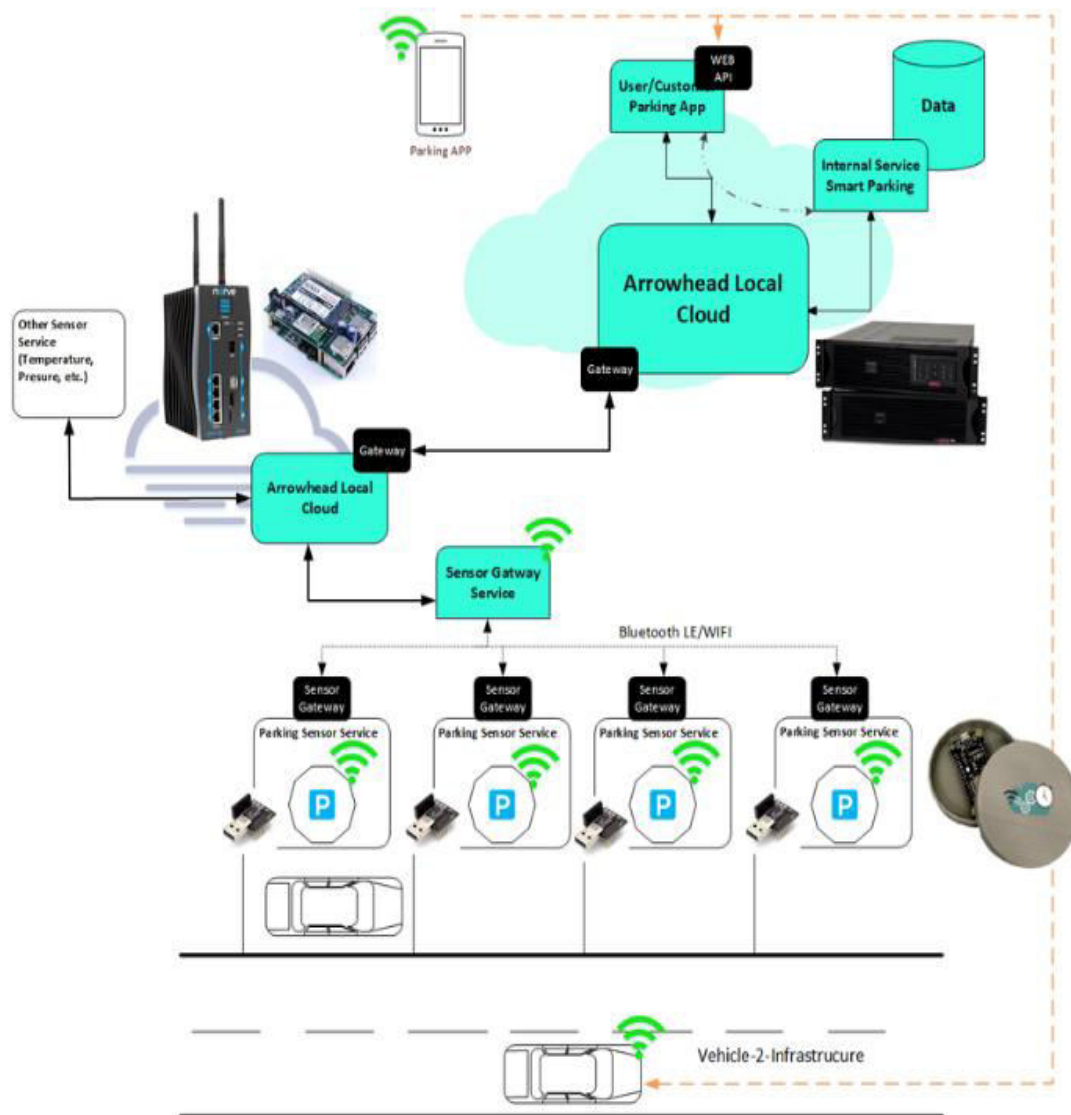 WEB
API
User/Customer
Parking App
Data
Parking APP
Internal Service
Smart Parking
Arrowhead Local
Cloud
Gateway
nerve
Other Sensor
Service
(Temperature,
Presure, etc.)
Gateway
Arrowhead Local
Cloud
Sensor Gatway
Service
Bluetooth LE/WIFI
Sensor
Gateway
Sensor
Gateway
Sensor
Gateway
Sensor
Gateway
Parking Sensor Service
Parking Sensor Service
Parking Sensor Service
Parking Sensor Service
P
P
P
P
Vehicle-2-Infrastrucure